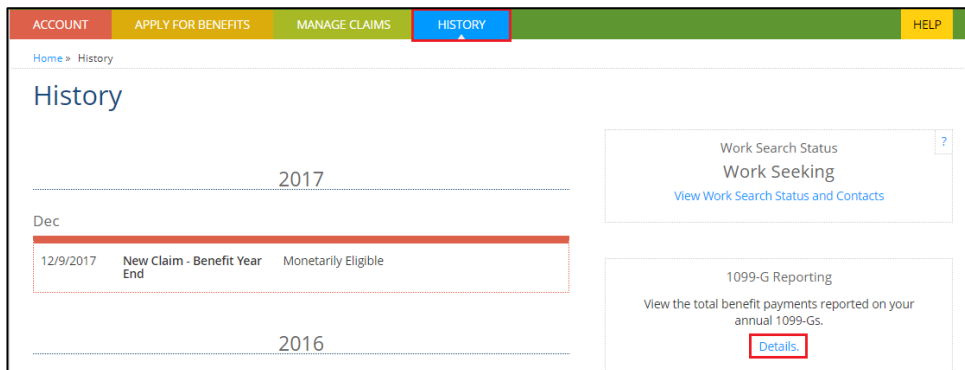 ACCOUNT APPLY FOR BENEFITS MANAGE CLAIMS HISTORY HELP
Home » History
History
2017
Dec
12/9/2017 New Claim - Benefit Year Monetarily Eligible
End
2016
?
Work Search Status
Work Seeking
View Work Search Status and Contacts
1099-G Reporting
View the total benefit payments reported on your
annual 1099-Gs.
Details.